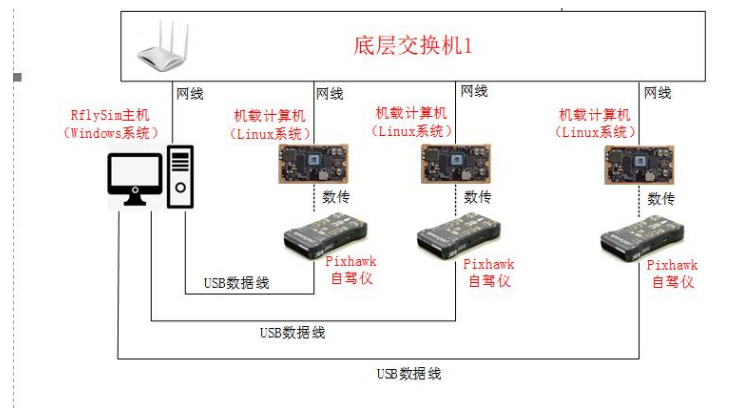 底层交换机1
网线
网线
网线
网线
RflySim主机
（Windows系统）
机载计算机
（Linux系统）
机载计算机
（Linux系统）
机载计算机
（Linux系统）
数传
数传
数传
Pixhawk
自驾仪
Pixhawk
自驾仪
Pixhawk
自驾仪
USB数据线
USB数据线
USB数据线